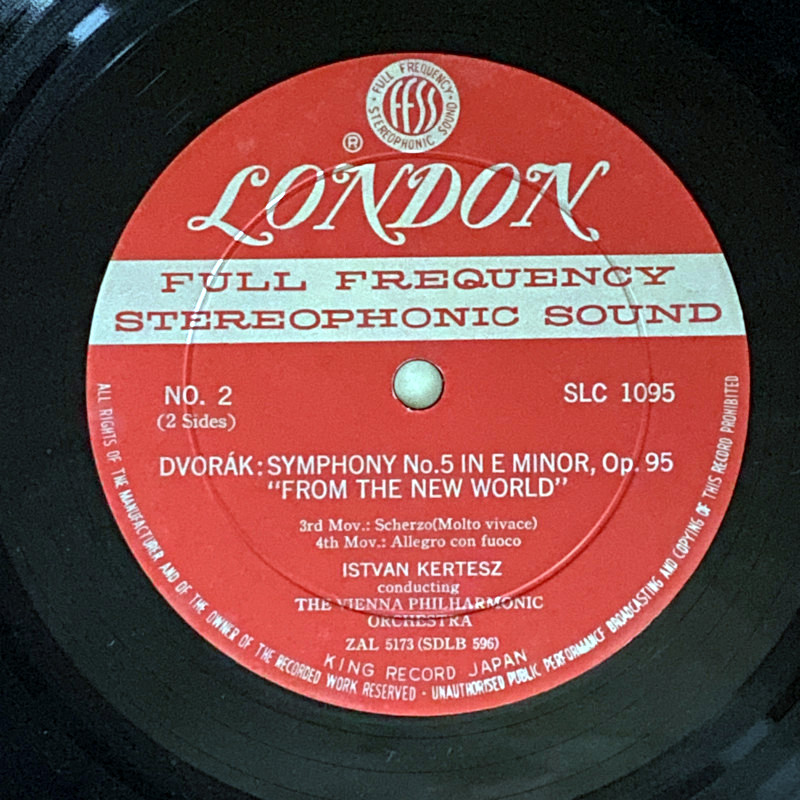 FULL FREQUENCY
FFSS
STEREOPHONIC SOUND
®
LONDON
FULL FREQUENCY
STEREOPHONIC SOUND
NO. 2
(2 Sides)
SLC 1095
DVORÁK: SYMPHONY No.5 IN E MINOR, Op. 95
"FROM THE NEW WORLD"
3rd Mov.: Scherzo(Molto vivace)
4th Mov.: Allegro con fuoco
ISTVAN KERTESZ
conducting
THE VIENNA PHILHARMONIC
ORCHESTRA
ZAL 5173 (SDLB 596)
KING RECORD JAPAN
ALL RIGHTS OF THE MANUFACTURER AND OF THE OWNER OF THE RECORDED WORK RESERVED · UNAUTHORISED PUBLIC PERFORMANCE BROADCASTING AND COPYING OF THIS RECORD PROHIBITED